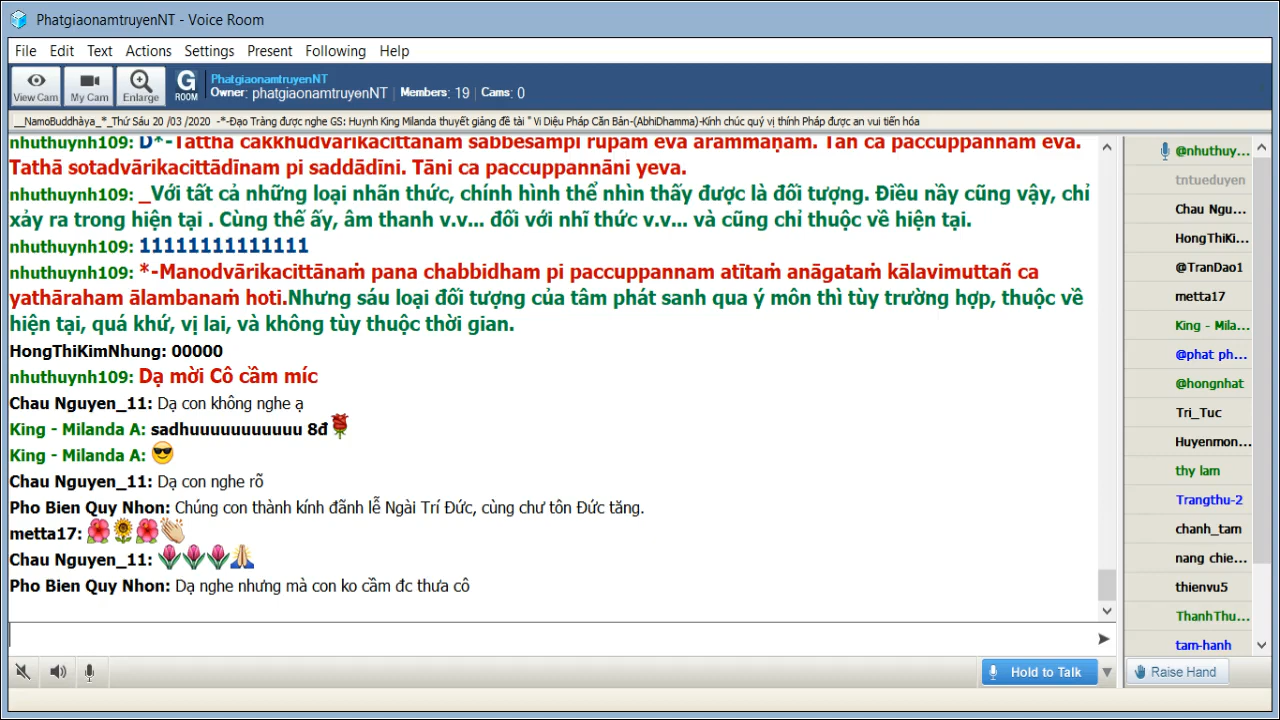 PhatgiaonamtruyenNT - Voice Room
File Edit Text Actions Settings Present Following Help
View Cam My Cam Enlarge G ROOM
PhatgiaonamtruyenNT
Owner: phatgiaonamtruyenNT | Members: 19 | Cams: 0
__NamoBuddhàya_*_Thứ Sáu 20 /03 /2020 -*-Đạo Tràng được nghe GS: Huynh King Milanda thuyết giảng đề tài " Vi Diệu Pháp Căn Bản-(AbhiDhamma)-Kính chúc quý vị thính Pháp được an vui tiến hóa
nhuthuynh109: D*-Tattha cakkhudvārikacittānam sabbesampi rūpam eva ārammaṇam. Tañ ca paccuppannam eva.
Tathā sotadvārikacittādīnam pi saddādīni. Tāni ca paccuppannāni yeva.
nhuthuynh109: _Với tất cả những loại nhãn thức, chính hình thể nhìn thấy được là đối tượng. Điều nầy cũng vậy, chỉ
xảy ra trong hiện tại . Cùng thế ấy, âm thanh v.v... đối với nhĩ thức v.v... và cũng chỉ thuộc về hiện tại.
nhuthuynh109: 11111111111111
nhuthuynh109: *-Manodvārikacittānaṁ pana chabbidham pi paccuppannam atītaṁ anāgataṁ kālavimuttañ ca
yathāraham ālambanaṁ hoti.Nhưng sáu loại đối tượng của tâm phát sanh qua ý môn thì tùy trường hợp, thuộc về
hiện tại, quá khứ, vị lai, và không tùy thuộc thời gian.
HongThiKimNhung: 00000
nhuthuynh109: Dạ mời Cô cầm míc
Chau Nguyen_11: Dạ con không nghe ạ
King - Milanda A: sadhuuuuuuuuuuu 8đ🌹
King - Milanda A: 😎
Chau Nguyen_11: Dạ con nghe rõ
Pho Bien Quy Nhon: Chúng con thành kính đãnh lễ Ngài Trí Đức, cùng chư tôn Đức tăng.
metta17: 🌺🌻🌺👏
Chau Nguyen_11: 🌷🌷🌷🙏
Pho Bien Quy Nhon: Dạ nghe nhưng mà con ko cầm đc thưa cô
Hold to Talk
@nhuthuy...
tntueduyen
Chau Ngu...
HongThiKi...
@TranDao1
metta17
King - Mila...
@phat ph...
@hongnhat
Tri_Tuc
Huyenmon...
thy lam
Trangthu-2
chanh_tam
nang chie...
thienvu5
ThanhThu...
tam-hanh
Raise Hand